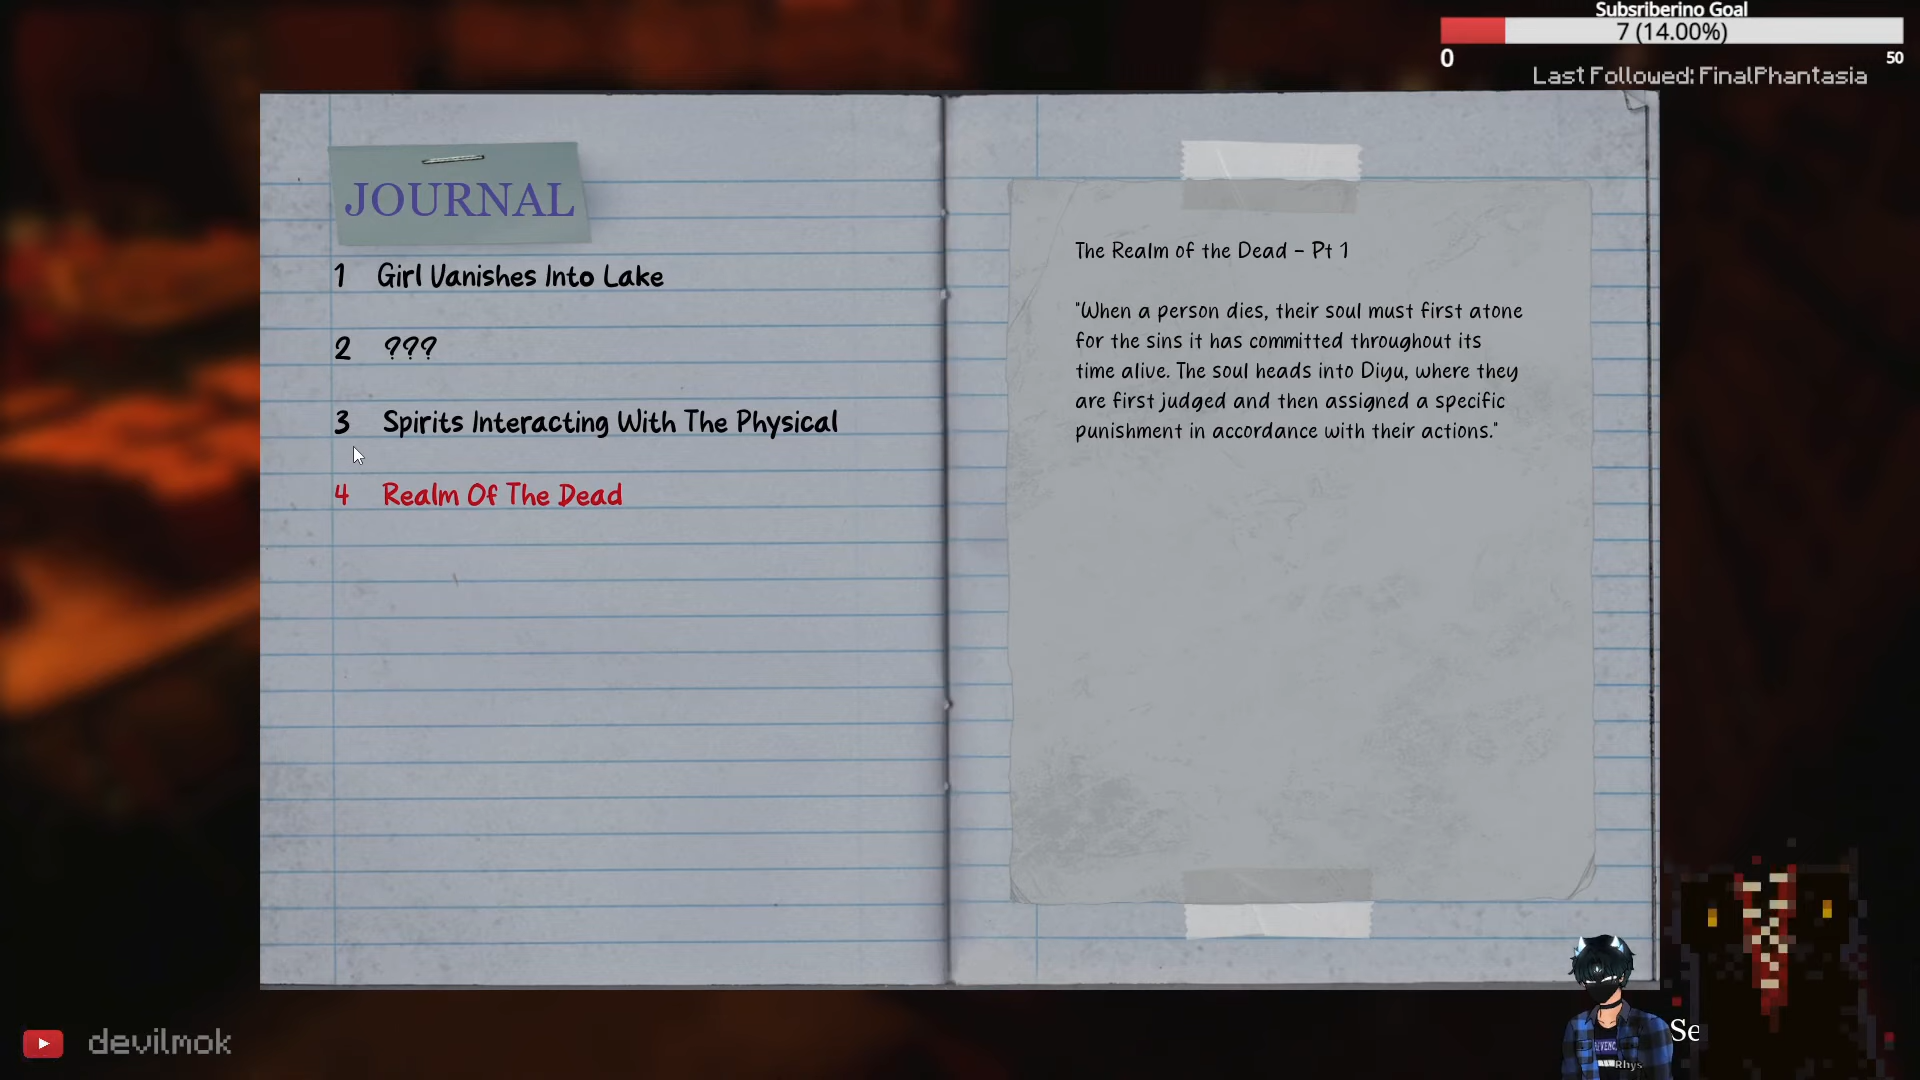 Subsriberino Goal
7 (14.00%)
0
50
Last Followed: FinalPhantasia
JOURNAL
1 Girl Vanishes Into Lake
2 ???
3 Spirits Interacting With The Physical
4 Realm Of The Dead
The Realm of the Dead - Pt 1
"When a person dies, their soul must first atone
for the sins it has committed throughout its
time alive. The soul heads into Diyu, where they
are first judged and then assigned a specific
punishment in accordance with their actions."
devilmok
Se
Rhys